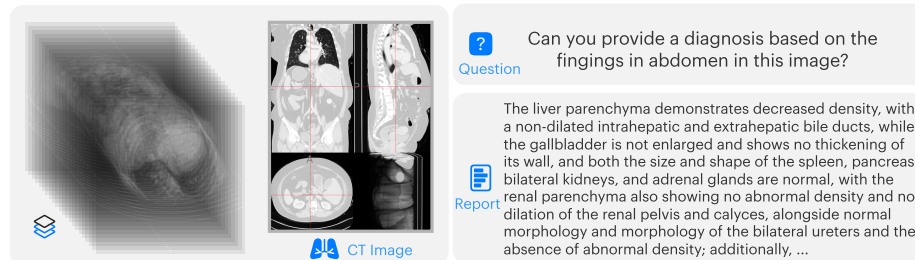 CT Image
Question
Can you provide a diagnosis based on the
fingings in abdomen in this image?
Report
The liver parenchyma demonstrates decreased density, with
a non-dilated intrahepatic and extrahepatic bile ducts, while
the gallbladder is not enlarged and shows no thickening of
its wall, and both the size and shape of the spleen, pancreas
bilateral kidneys, and adrenal glands are normal, with the
renal parenchyma also showing no abnormal density and no
dilation of the renal pelvis and calyces, alongside normal
morphology and morphology of the bilateral ureters and the
absence of abnormal density; additionally, ...